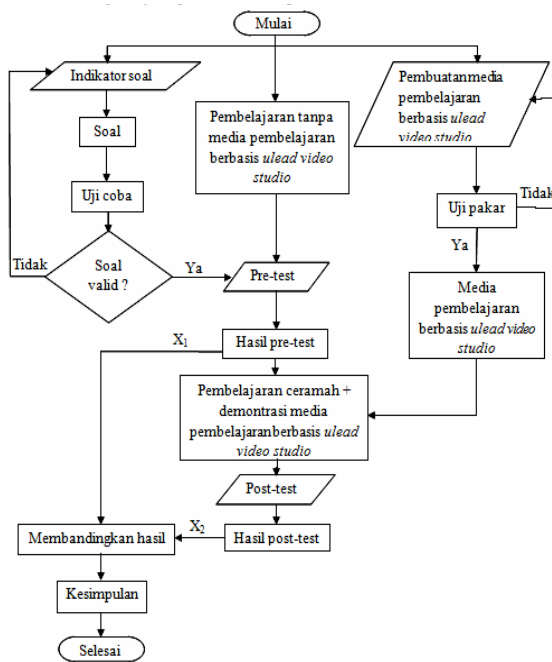 Mulai
Indikator soal
Soal
Uji coba
Soal
valid ?
Tidak
Ya
Pembelajaran tanpa
media pembelajaran
berbasis ulead video
studio
Pre-test
Hasil pre-test
X1
Pembuatanmedia
pembelajaran
berbasis ulead
video studio
Uji pakar
Tidak
Ya
Media
pembelajaran
berbasis ulead video
studio
Pembelajaran ceramah +
demontrasi media
pembelajaranberbasis ulead
video studio
Post-test
Hasil post-test
X2
Membandingkan hasil
Kesimpulan
Selesai